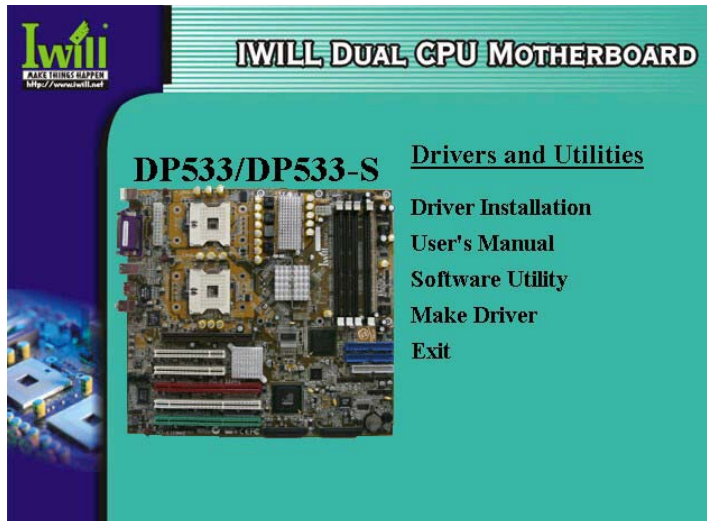 Iwill
MAKE THINGS HAPPEN
http://www.iwill.net
IWILL DUAL CPU MOTHERBOARD
DP533/DP533-S
Drivers and Utilities
Driver Installation
User's Manual
Software Utility
Make Driver
Exit
Iwill